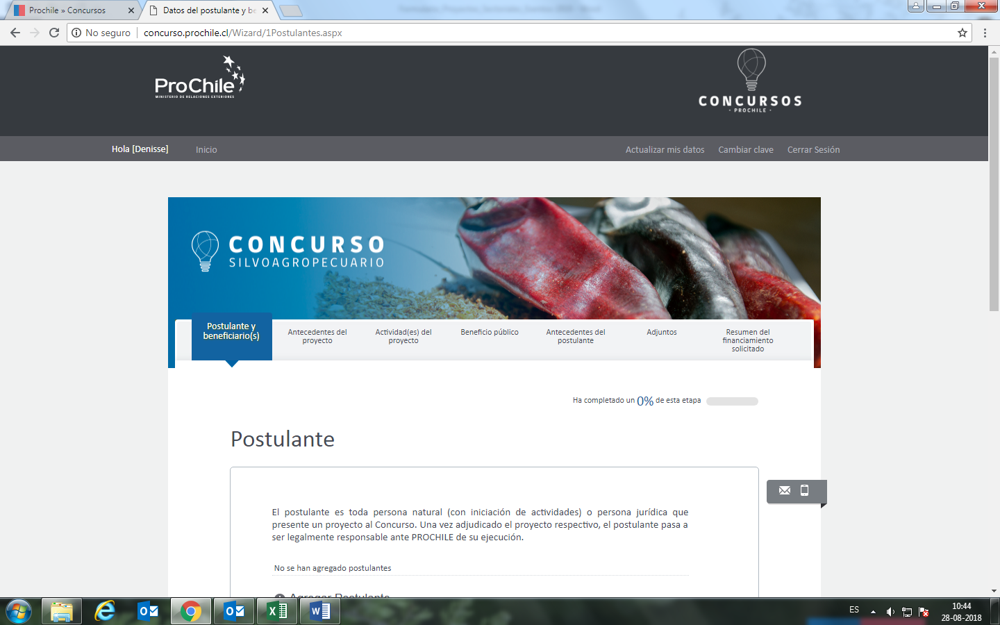 Prochile » Concursos
Datos del postulante y be
No seguro
concurso.prochile.cl/Wizard/1Postulantes.aspx
ProChile
MINISTERIO DE RELACIONES EXTERIORES
CONCURSOS
· PROCHILE ·
Hola [Denisse]
Inicio
Actualizar mis datos
Cambiar clave
Cerrar Sesión
CONCURSO
SILVOAGROPECUARIO
Postulante y
beneficiario(s)
Antecedentes del
proyecto
Actividad(es) del
proyecto
Beneficio público
Antecedentes del
postulante
Adjuntos
Resumen del
financiamiento
solicitado
Ha completado un 0% de esta etapa
Postulante
El postulante es toda persona natural (con iniciación de actividades) o persona jurídica que
presente un proyecto al Concurso. Una vez adjudicado el proyecto respectivo, el postulante pasa a
ser legalmente responsable ante PROCHILE de su ejecución.
No se han agregado postulantes
Agregar Postulante
ES
10:44
28-08-2018